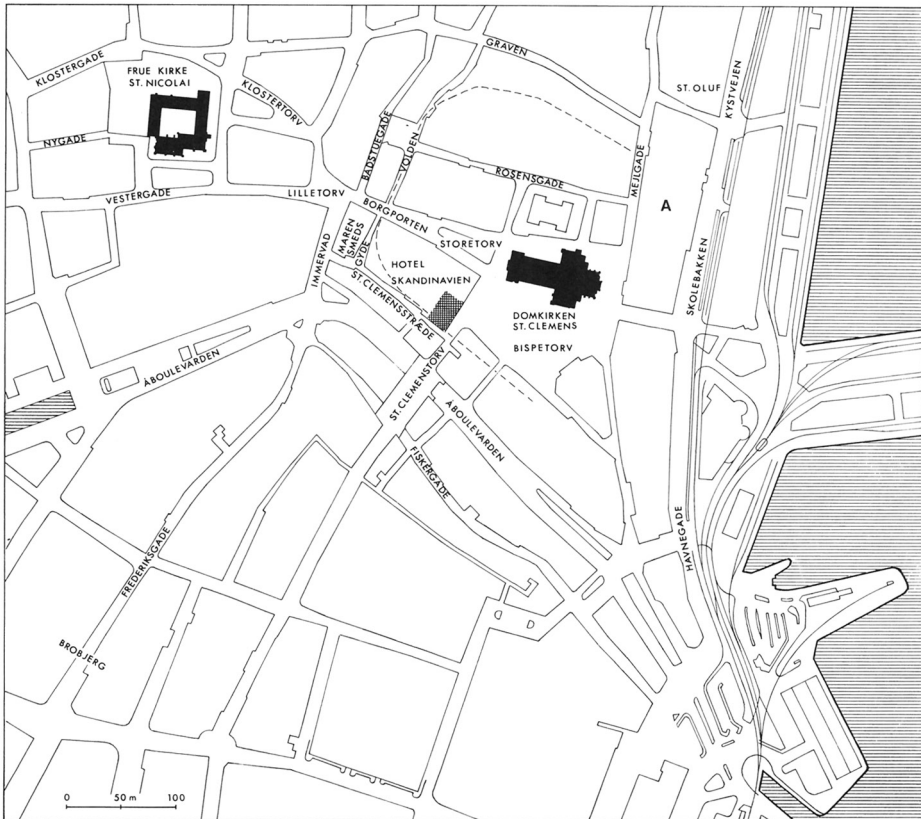 GRAVEN
KLOSTERGADE
FRUE KIRKE
ST. NICOLAI
KLOSTERTORV
ST. OLUF
KYSTVEJEN
NYGADE
BADSTUEGADE
VOLDEN
ROSENSGADE
MEJLGADE
VESTERGADE
LILLETORV
BORGPORTEN
A
IMMERVAD
MAREN
SMEDS
GYDE
STORETORV
HOTEL
SKANDINAVIEN
SKOLEBAKKEN
ST. CLEMENSSTRÆDE
DOMKIRKEN
ST. CLEMENS
BISPETORV
ÅBOULEVARDEN
ST. CLEMENSTORV
ÅBOULEVARDEN
FISKERGADE
HAVNEGADE
FREDERIKSGADE
BROBJERG
0 50 m 100